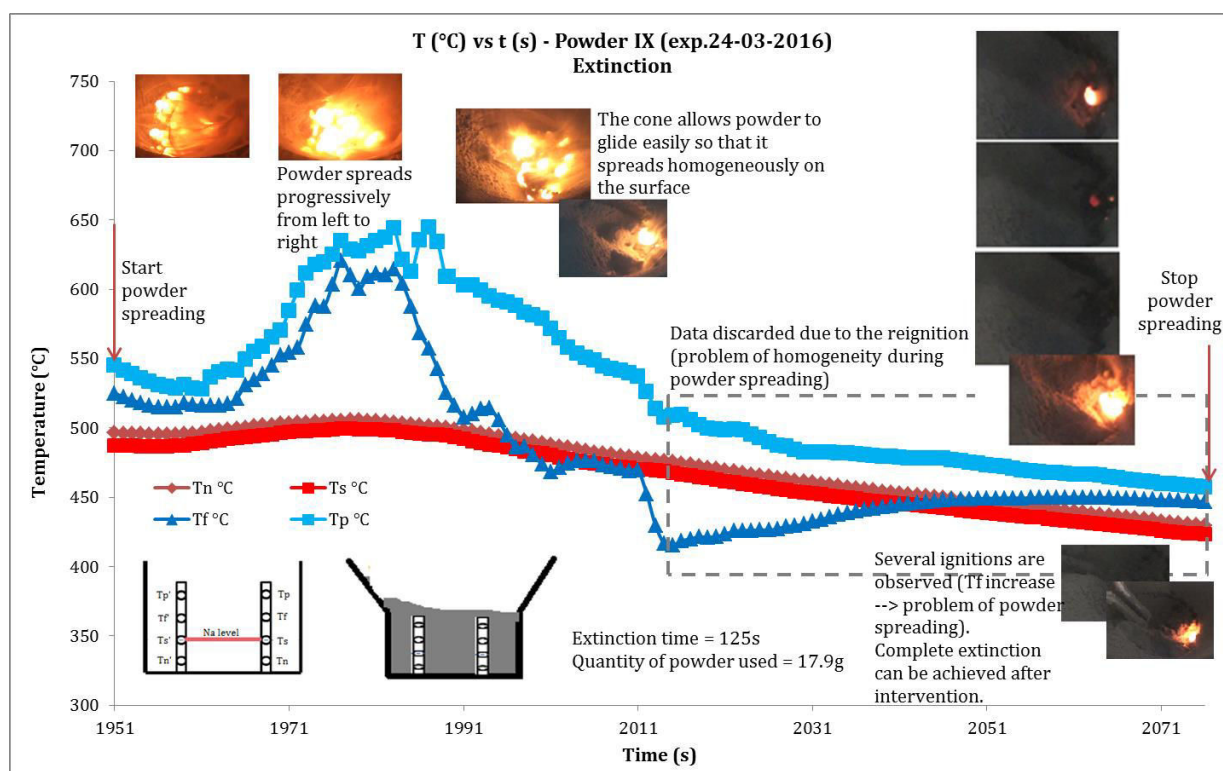 T (°C) vs t (s) - Powder IX (exp.24-03-2016)
Extinction
750
700
650
600
550
500
450
400
350
300
Temperature (°C)
Start
powder
spreading
Powder spreads
progressively
from left to
right
The cone allows powder to
glide easily so that it
spreads homogeneously on
the surface
Data discarded due to the reignition
(problem of homogeneity during
powder spreading)
Stop
powder
spreading
Tn °C
Ts °C
Tf °C
Tp °C
Tp'
Tp
Tf'
Tf
Na level
Ts'
Ts
Tn'
Tn
Extinction time = 125s
Quantity of powder used = 17.9g
Several ignitions are
observed (Tf increase
--> problem of powder
spreading).
Complete extinction
can be achieved after
intervention.
1951
1971
1991
2011
2031
2051
2071
Time (s)